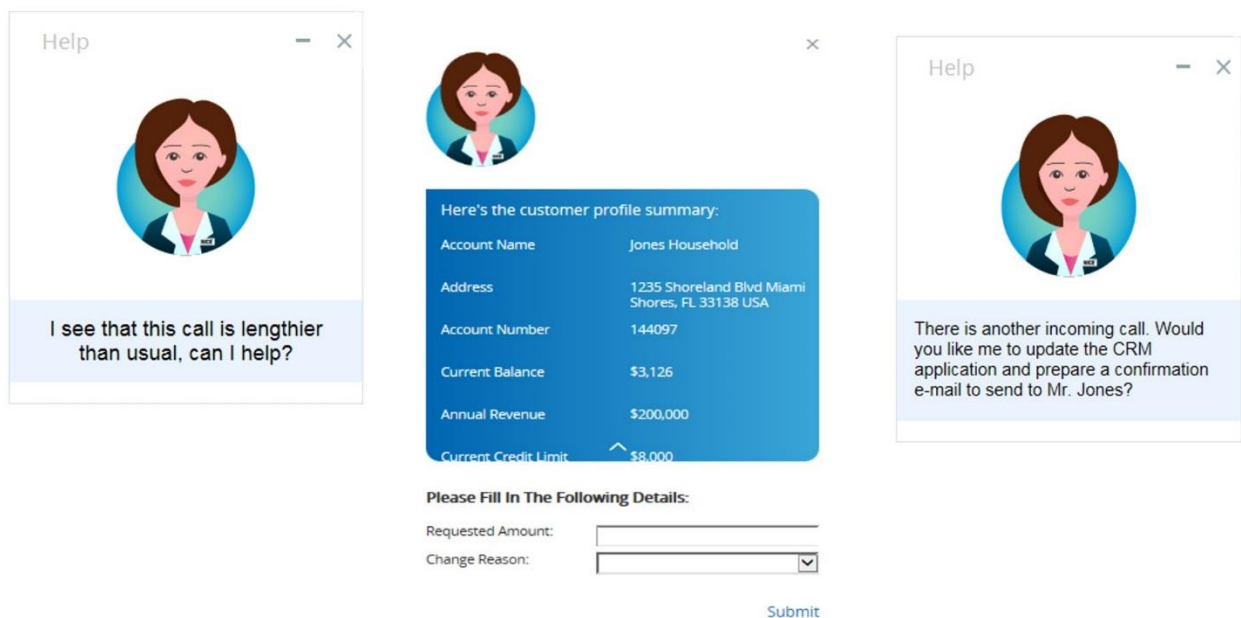 Help
I see that this call is lengthier
than usual, can I help?
Here's the customer profile summary:
Account Name Jones Household
Address 1235 Shoreland Blvd Miami
Shores, FL 33138 USA
Account Number 144097
Current Balance $3,126
Annual Revenue $200,000
Current Credit Limit $8,000
Please Fill In The Following Details:
Requested Amount:
Change Reason:
Submit
Help
There is another incoming call. Would
you like me to update the CRM
application and prepare a confirmation
e-mail to send to Mr. Jones?